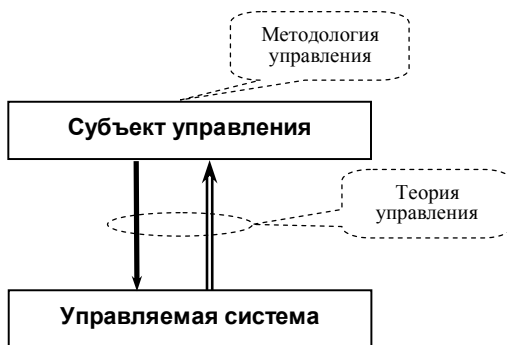 Методология
управления
Субъект управления
Теория
управления
Управляемая система